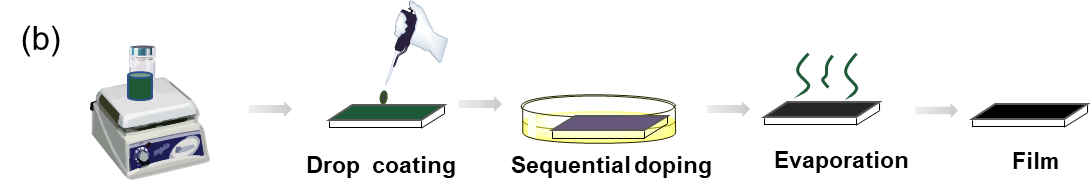 (b)
Drop coating
Sequential doping
Evaporation
Film